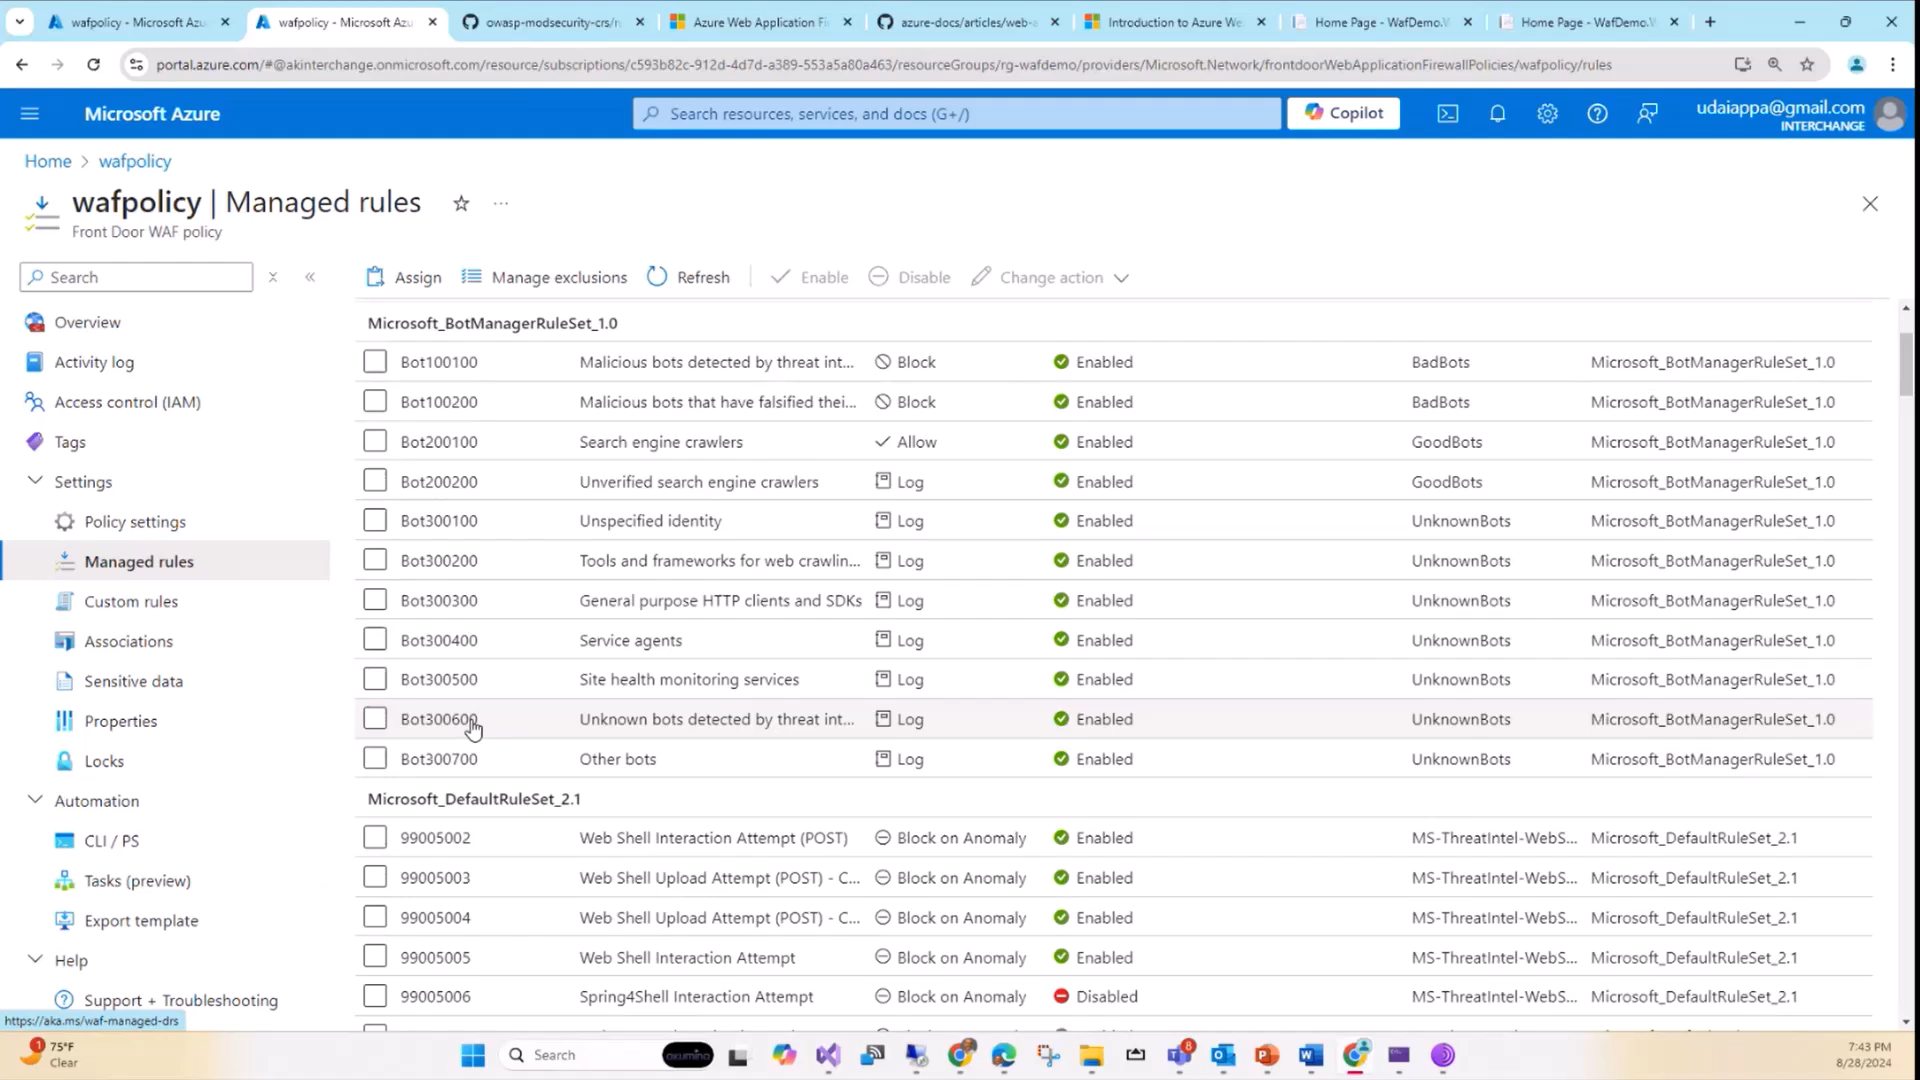 wafpolicy - Microsoft Azu
wafpolicy - Microsoft Azu
owasp-modsecurity-crs/r
Azure Web Application Fi
azure-docs/articles/web-a
Introduction to Azure We
Home Page - WafDemo.W
Home Page - WafDemo.W
portal.azure.com/#@akinterchange.onmicrosoft.com/resource/subscriptions/c593b82c-912d-4d7d-a389-553a5a80a463/resourceGroups/rg-wafdemo/providers/Microsoft.Network/frontdoorWebApplicationFirewallPolicies/wafpolicy/rules
Microsoft Azure
Search resources, services, and docs (G+/)
Copilot
udaiappa@gmail.com
INTERCHANGE
Home > wafpolicy
wafpolicy | Managed rules
Front Door WAF policy
Search
Assign Manage exclusions Refresh Enable Disable Change action
Overview
Activity log
Access control (IAM)
Tags
Settings
Policy settings
Managed rules
Custom rules
Associations
Sensitive data
Properties
Locks
Automation
CLI / PS
Tasks (preview)
Export template
Help
Support + Troubleshooting
https://aka.ms/waf-managed-drs
Microsoft_BotManagerRuleSet_1.0
Bot100100 Malicious bots detected by threat int... Block Enabled BadBots Microsoft_BotManagerRuleSet_1.0
Bot100200 Malicious bots that have falsified thei... Block Enabled BadBots Microsoft_BotManagerRuleSet_1.0
Bot200100 Search engine crawlers Allow Enabled GoodBots Microsoft_BotManagerRuleSet_1.0
Bot200200 Unverified search engine crawlers Log Enabled GoodBots Microsoft_BotManagerRuleSet_1.0
Bot300100 Unspecified identity Log Enabled UnknownBots Microsoft_BotManagerRuleSet_1.0
Bot300200 Tools and frameworks for web crawlin... Log Enabled UnknownBots Microsoft_BotManagerRuleSet_1.0
Bot300300 General purpose HTTP clients and SDKs Log Enabled UnknownBots Microsoft_BotManagerRuleSet_1.0
Bot300400 Service agents Log Enabled UnknownBots Microsoft_BotManagerRuleSet_1.0
Bot300500 Site health monitoring services Log Enabled UnknownBots Microsoft_BotManagerRuleSet_1.0
Bot300600 Unknown bots detected by threat int... Log Enabled UnknownBots Microsoft_BotManagerRuleSet_1.0
Bot300700 Other bots Log Enabled UnknownBots Microsoft_BotManagerRuleSet_1.0
Microsoft_DefaultRuleSet_2.1
99005002 Web Shell Interaction Attempt (POST) Block on Anomaly Enabled MS-ThreatIntel-WebS... Microsoft_DefaultRuleSet_2.1
99005003 Web Shell Upload Attempt (POST) - C... Block on Anomaly Enabled MS-ThreatIntel-WebS... Microsoft_DefaultRuleSet_2.1
99005004 Web Shell Upload Attempt (POST) - C... Block on Anomaly Enabled MS-ThreatIntel-WebS... Microsoft_DefaultRuleSet_2.1
99005005 Web Shell Interaction Attempt Block on Anomaly Enabled MS-ThreatIntel-WebS... Microsoft_DefaultRuleSet_2.1
99005006 Spring4Shell Interaction Attempt Block on Anomaly Disabled MS-ThreatIntel-WebS... Microsoft_DefaultRuleSet_2.1
1
75°F
Clear
Search
akumina
8
7:43 PM
8/28/2024